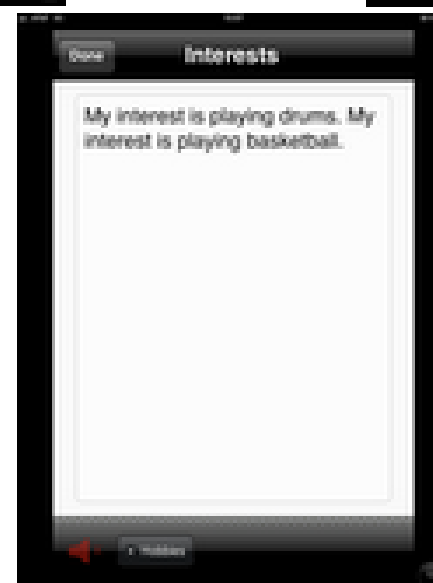 Done
Interests
My interest is playing drums. My
interest is playing basketball.
Hobbies